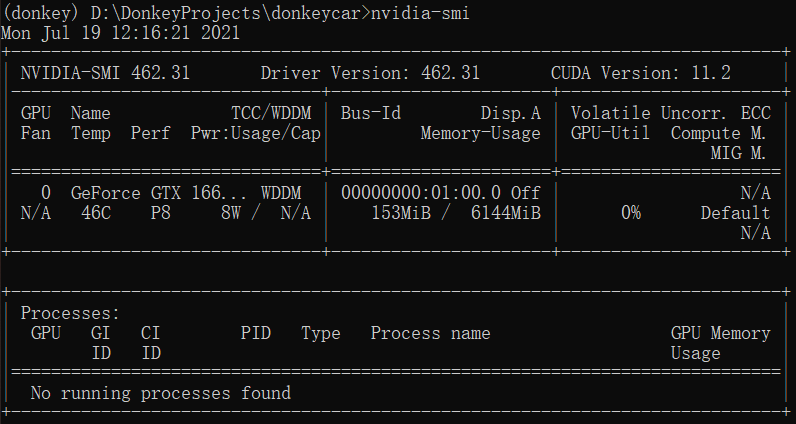 (donkey) D:\DonkeyProjects\donkeycar>nvidia-smi
Mon Jul 19 12:16:21 2021
+-----------------------------------------------------------------------------+
| NVIDIA-SMI 462.31       Driver Version: 462.31       CUDA Version: 11.2     |
|-------------------------------+----------------------+----------------------+
| GPU  Name            TCC/WDDM | Bus-Id        Disp.A | Volatile Uncorr. ECC |
| Fan  Temp  Perf  Pwr:Usage/Cap|         Memory-Usage | GPU-Util  Compute M. |
|                               |                      |               MIG M. |
|===============================+======================+======================|
|   0  GeForce GTX 166... WDDM  | 00000000:01:00.0 Off |                  N/A |
| N/A   46C    P8     8W /  N/A |    153MiB /  6144MiB |      0%      Default |
|                               |                      |                  N/A |
+-------------------------------+----------------------+----------------------+

+-----------------------------------------------------------------------------+
| Processes:                                                                  |
|  GPU   GI   CI        PID   Type   Process name                  GPU Memory |
|        ID   ID                                                   Usage      |
|=============================================================================|
|  No running processes found                                                 |
+-----------------------------------------------------------------------------+